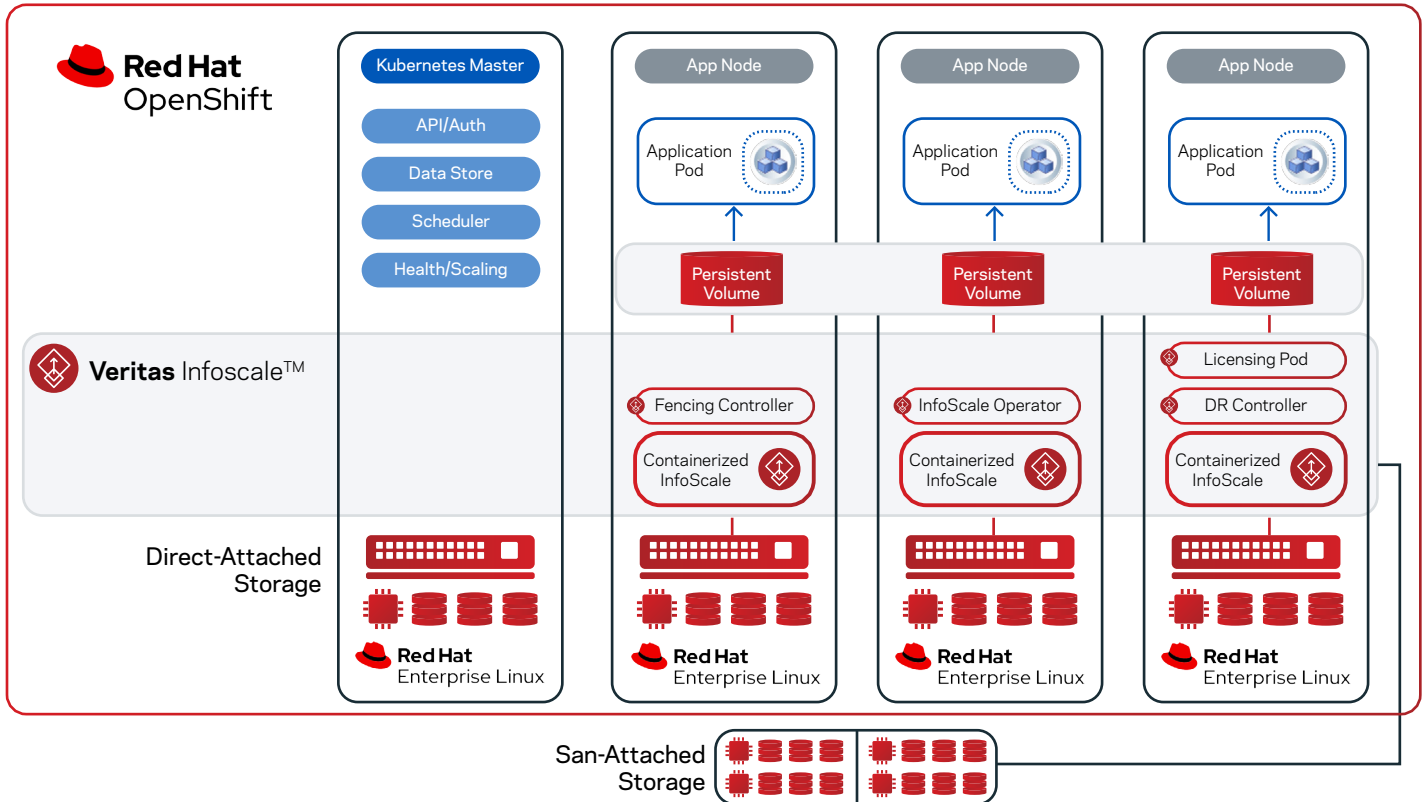 Red Hat
OpenShift
Kubernetes Master
API/Auth
Data Store
Scheduler
Health/Scaling
App Node
App Node
App Node
Application
Pod
Application
Pod
Application
Pod
Persistent
Volume
Persistent
Volume
Persistent
Volume
Veritas Infoscale™
Fencing Controller
Containerized
InfoScale
InfoScale Operator
Containerized
InfoScale
Licensing Pod
DR Controller
Containerized
InfoScale
Direct-Attached
Storage
Red Hat
Enterprise Linux
Red Hat
Enterprise Linux
Red Hat
Enterprise Linux
Red Hat
Enterprise Linux
San-Attached
Storage